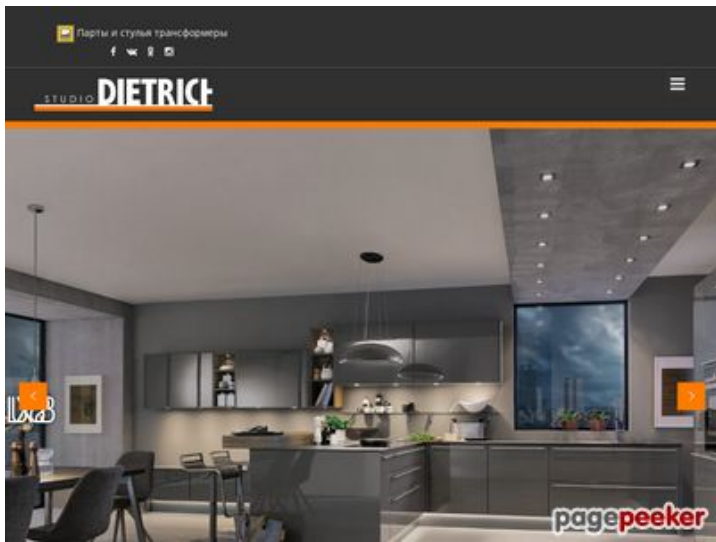 Парты и стулья трансформеры
STUDIO DIETRICH
pagepeeker